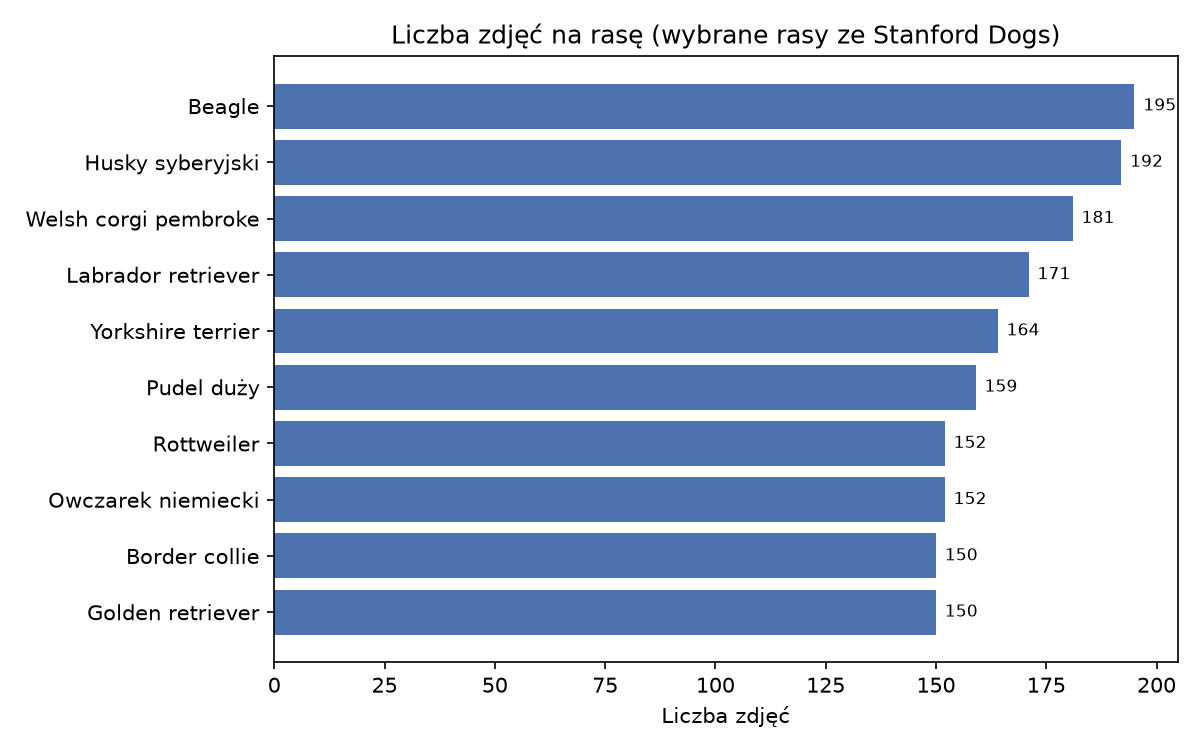 Liczba zdjęć na rasę (wybrane rasy ze Stanford Dogs)
Beagle 195
Husky syberyjski 192
Welsh corgi pembroke 181
Labrador retriever 171
Yorkshire terrier 164
Pudel duży 159
Rottweiler 152
Owczarek niemiecki 152
Border collie 150
Golden retriever 150
0 25 50 75 100 125 150 175 200
Liczba zdjęć